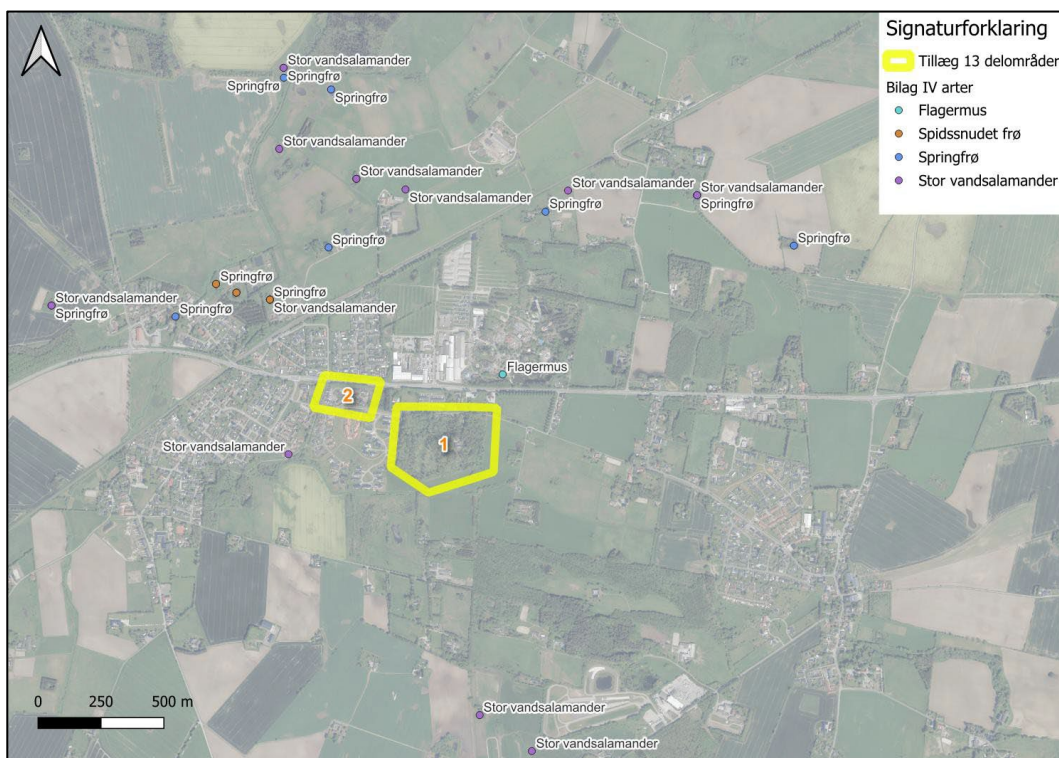 Signaturforklaring
Tillæg 13 delområder
Bilag IV arter
Flagermus
Spidssnudet frø
Springfrø
Stor vandsalamander
Stor vandsalamander
Springfrø
Springfrø
Stor vandsalamander
Stor vandsalamander
Stor vandsalamander
Stor vandsalamander
Springfrø
Stor vandsalamander
Springfrø
Springfrø
Springfrø
Springfrø
Stor vandsalamander
Springfrø
Springfrø
Springfrø
Stor vandsalamander
Flagermus
2
1
Stor vandsalamander
0 250 500 m
Stor vandsalamander
Stor vandsalamander